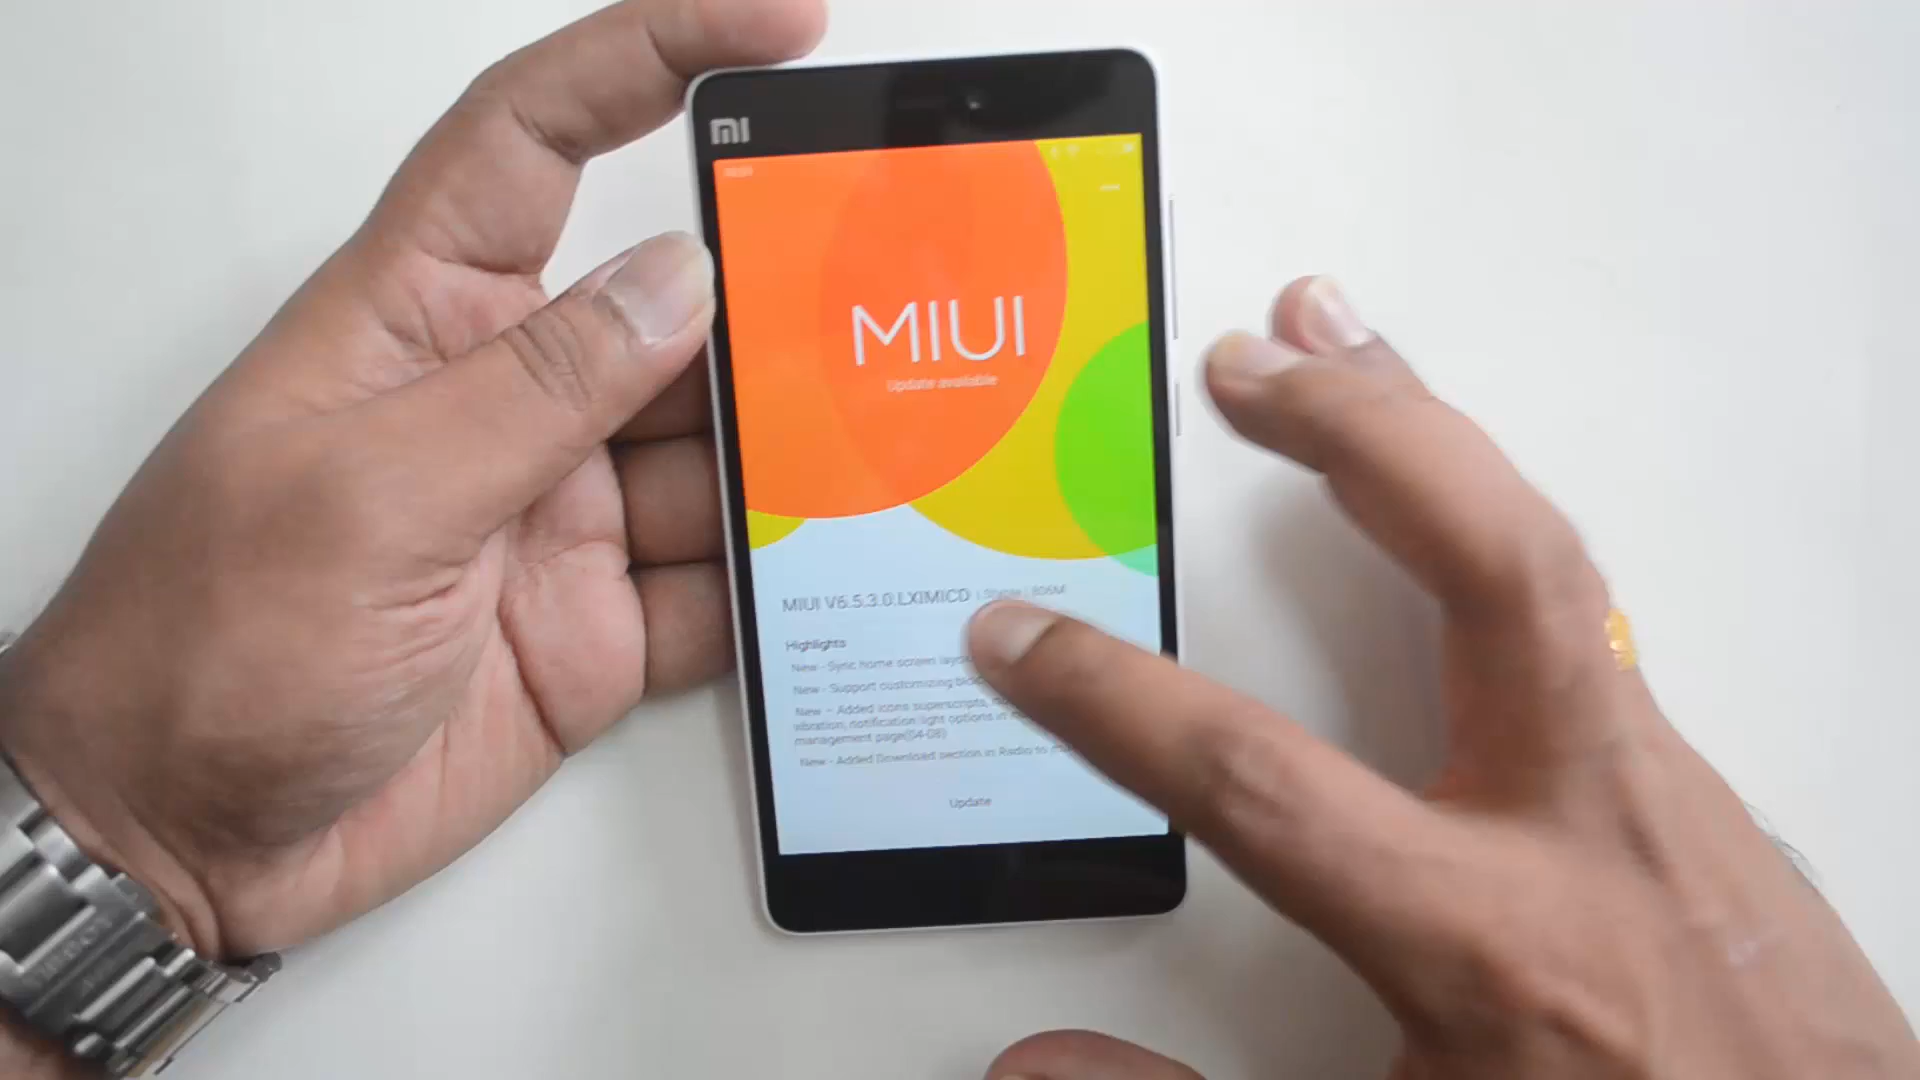 mi
MIUI
Update available
MIUI V6.5.3.0.LXIMICD | Stable | 806M
Highlights
New - Sync home screen
New - Support customizing
New - Added icons superscripts,
vibration, notification light options in
management page(04-08)
New - Added Download section in Radio to
Update